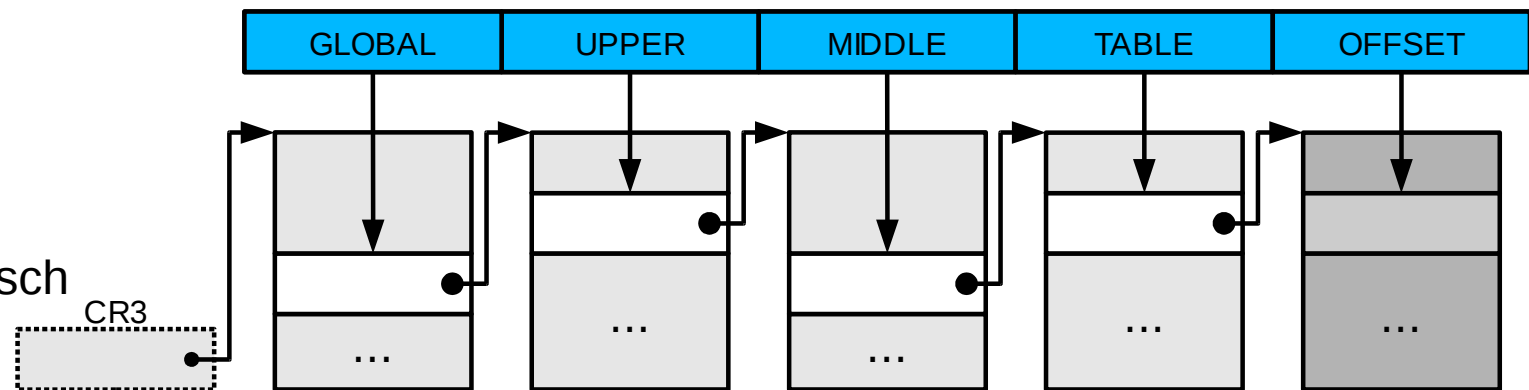 GLOBAL UPPER MIDDLE TABLE OFFSET
sch
CR3
... ... ... ... ...